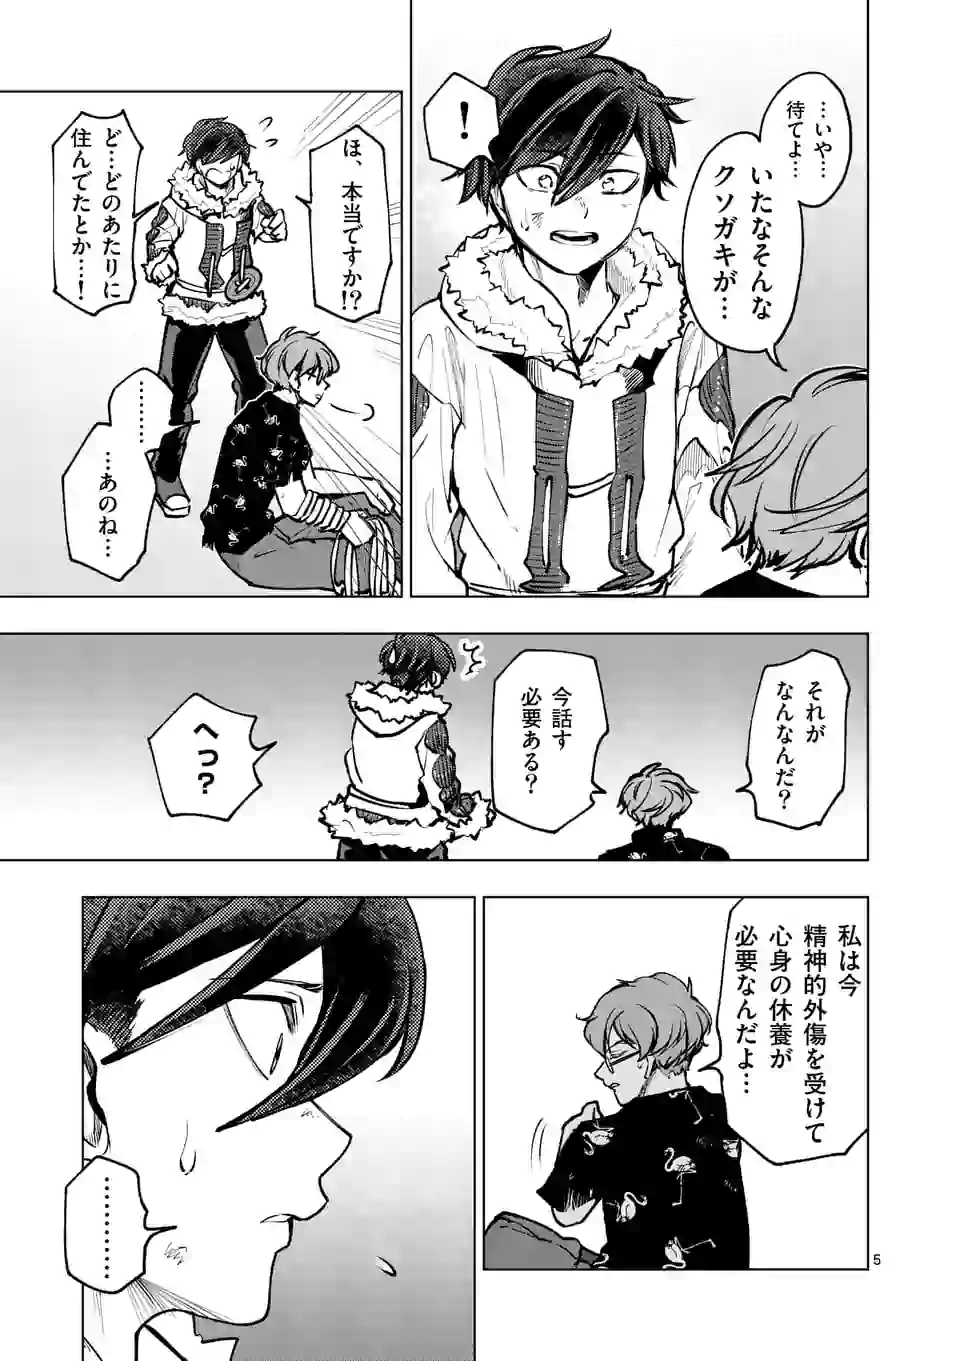 …いや…
待てよ…
いたなそんな
クソガキが…
！
ほ、本当ですか!?
ど…どのあたりに
住んでたとか…！
………
…あのね…
それが
なんなんだ？
今話す
必要ある？
へっ？
私は今
精神的外傷を受けて
心身の休養が
必要なんだよ…
………
5